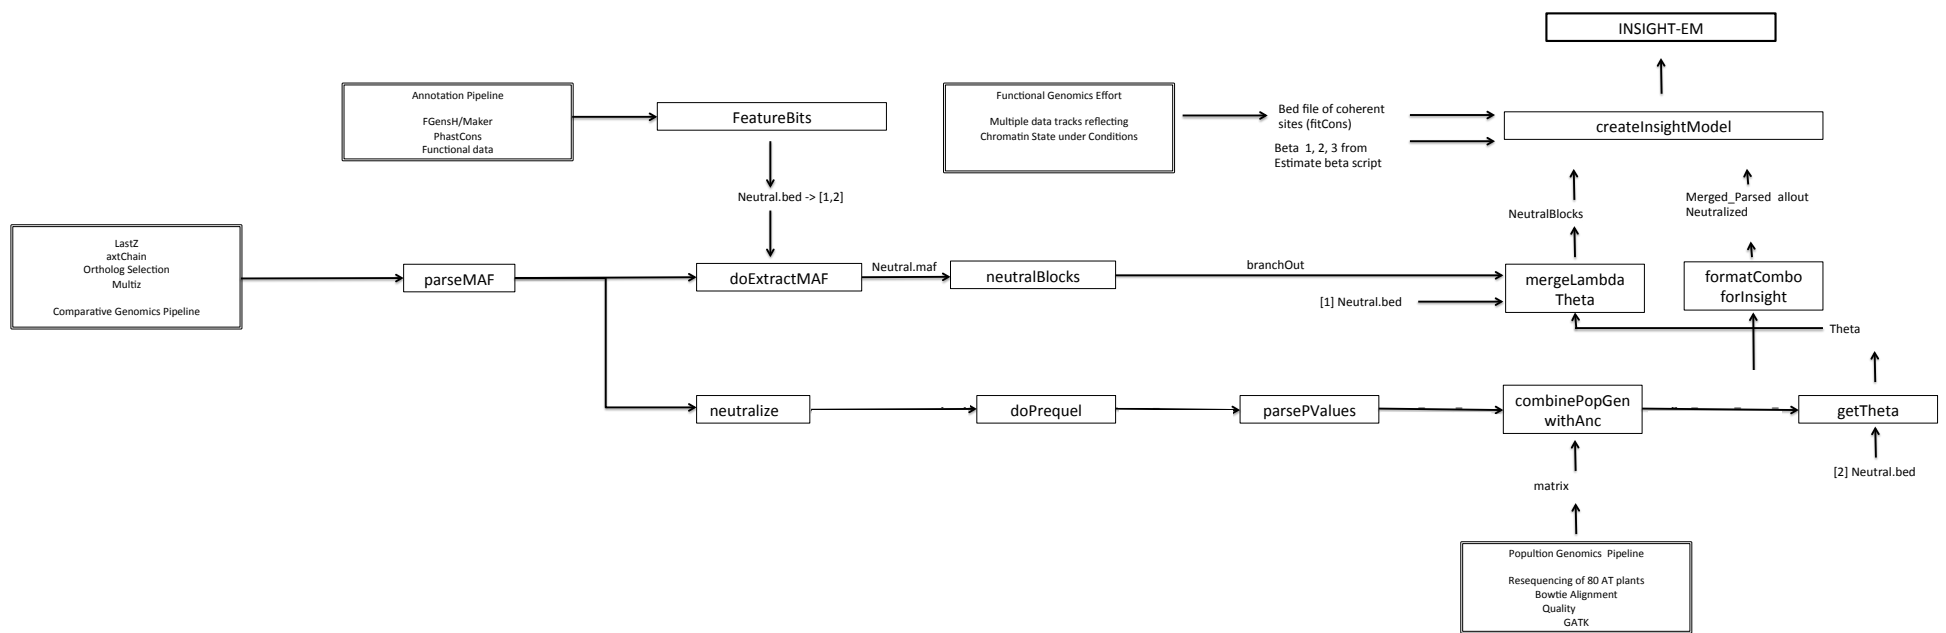 INSIGHT-EM
Annotation Pipeline
FGensH/Maker
PhastCons
Functional data
FeatureBits
Functional Genomics Effort
Multiple data tracks reflecting
Chromatin State under Conditions
Bed file of coherent
sites (fitCons)
Beta 1, 2, 3 from
Estimate beta script
createInsightModel
Neutral.bed -> [1,2]
NeutralBlocks
Merged_Parsed allout
Neutralized
LastZ
axtChain
Ortholog Selection
Multiz
Comparative Genomics Pipeline
parseMAF
doExtractMAF
Neutral.maf
neutralBlocks
branchOut
[1] Neutral.bed
mergeLambda
Theta
formatCombo
forInsight
Theta
neutralize
doPrequel
parsePValues
combinePopGen
withAnc
getTheta
[2] Neutral.bed
matrix
Popultion Genomics Pipeline
Resequencing of 80 AT plants
Bowtie Alignment
Quality
GATK